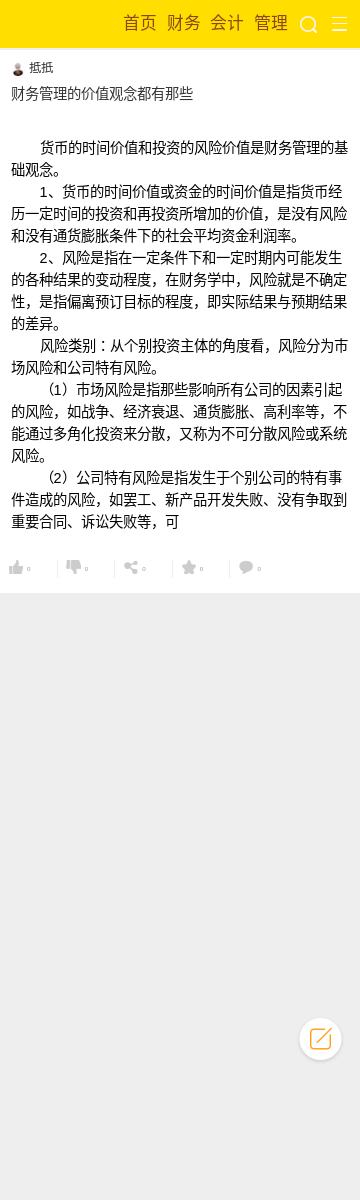 首页 财务 会计 管理
抵抵
财务管理的价值观念都有那些
货币的时间价值和投资的风险价值是财务管理的基
础观念。
1、货币的时间价值或资金的时间价值是指货币经
历一定时间的投资和再投资所增加的价值，是没有风险
和没有通货膨胀条件下的社会平均资金利润率。
2、风险是指在一定条件下和一定时期内可能发生
的各种结果的变动程度，在财务学中，风险就是不确定
性，是指偏离预订目标的程度，即实际结果与预期结果
的差异。
风险类别：从个别投资主体的角度看，风险分为市
场风险和公司特有风险。
（1）市场风险是指那些影响所有公司的因素引起
的风险，如战争、经济衰退、通货膨胀、高利率等，不
能通过多角化投资来分散，又称为不可分散风险或系统
风险。
（2）公司特有风险是指发生于个别公司的特有事
件造成的风险，如罢工、新产品开发失败、没有争取到
重要合同、诉讼失败等，可
0 0 0 0 0